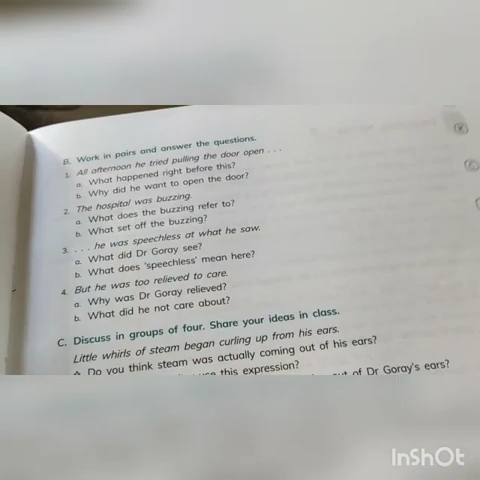 B. Work in pairs and answer the questions.
1. All afternoon he tried pulling the door open . . .
a. What happened right before this?
b. Why did he want to open the door?
2. The hospital was buzzing.
a. What does the buzzing refer to?
b. What set off the buzzing?
3. . . . he was speechless at what he saw.
a. What did Dr Goray see?
b. What does 'speechless' mean here?
4. But he was too relieved to care.
a. Why was Dr Goray relieved?
b. What did he not care about?
C. Discuss in groups of four. Share your ideas in class.
Little whirls of steam began curling up from his ears.
Do you think steam was actually coming out of his ears?
this expression?
of Dr Goray's ears?
InShOt